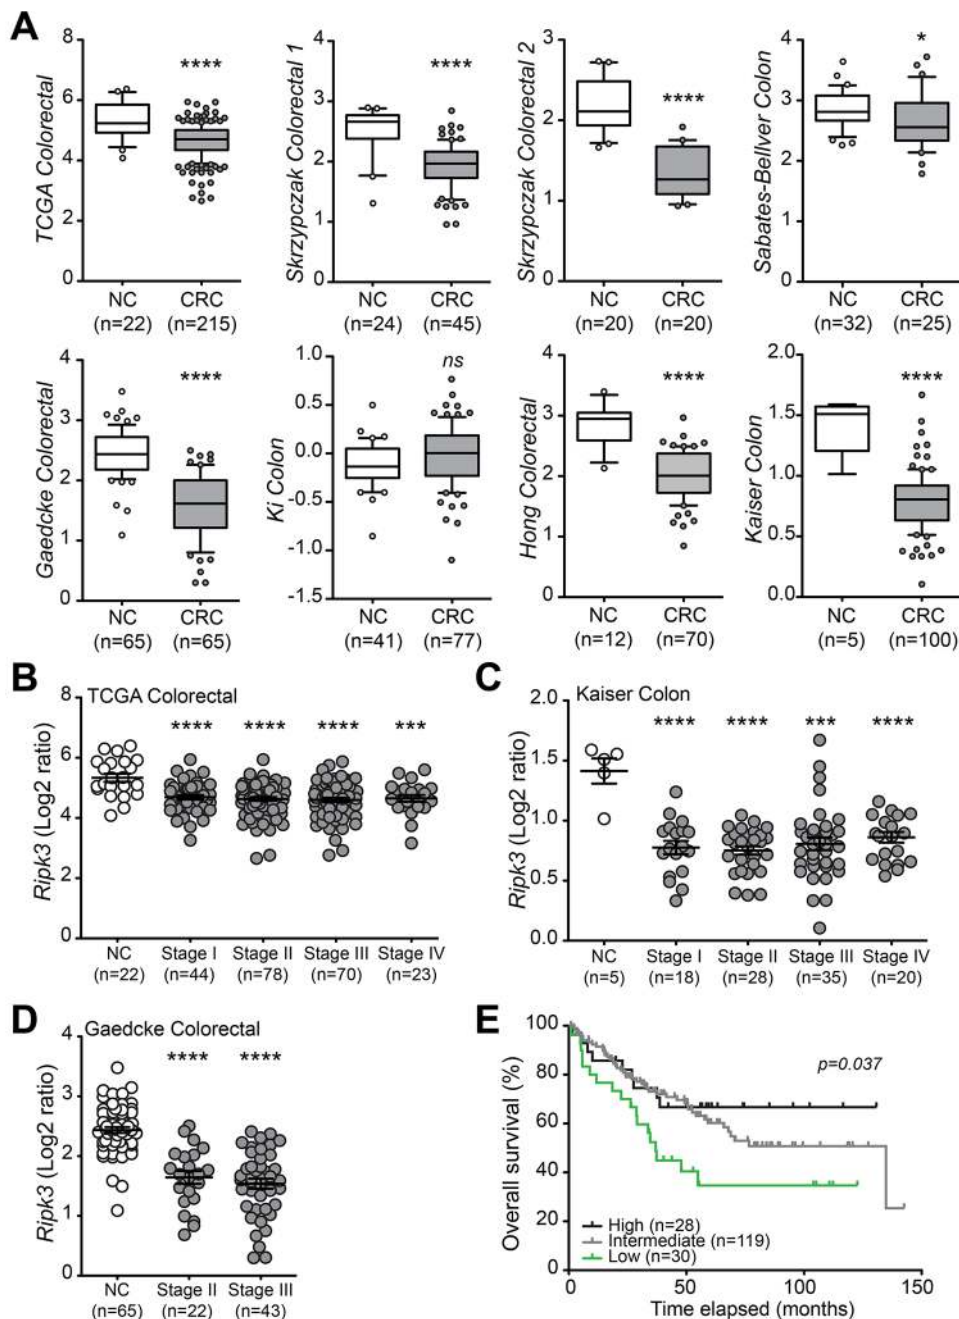 A
TCGA Colorectal
8
6
4
2
0
****
NC
(n=22)
CRC
(n=215)
Skrzypczak Colorectal 1
4
3
2
1
0
****
NC
(n=24)
CRC
(n=45)
Skrzypczak Colorectal 2
3
2
1
0
****
NC
(n=20)
CRC
(n=20)
Sabates-Bellver Colon
4
3
2
1
0
*
NC
(n=32)
CRC
(n=25)
Gaedcke Colorectal
4
3
2
1
0
****
NC
(n=65)
CRC
(n=65)
Ki Colon
1.0
0.5
0.0
-0.5
-1.0
-1.5
ns
NC
(n=41)
CRC
(n=77)
Hong Colorectal
4
3
2
1
0
****
NC
(n=12)
CRC
(n=70)
Kaiser Colon
2.0
1.5
1.0
0.5
0.0
****
NC
(n=5)
CRC
(n=100)
B
TCGA Colorectal
Ripk3 (Log2 ratio)
8
6
4
2
0
****
****
****
***
NC
(n=22)
Stage I
(n=44)
Stage II
(n=78)
Stage III
(n=70)
Stage IV
(n=23)
C
Kaiser Colon
Ripk3 (Log2 ratio)
2.0
1.5
1.0
0.5
0.0
****
****
***
****
NC
(n=5)
Stage I
(n=18)
Stage II
(n=28)
Stage III
(n=35)
Stage IV
(n=20)
D
Gaedcke Colorectal
Ripk3 (Log2 ratio)
4
3
2
1
0
****
****
NC
(n=65)
Stage II
(n=22)
Stage III
(n=43)
E
Overall survival (%)
100
80
60
40
20
0
p=0.037
High (n=28)
Intermediate (n=119)
Low (n=30)
0
50
100
150
Time elapsed (months)